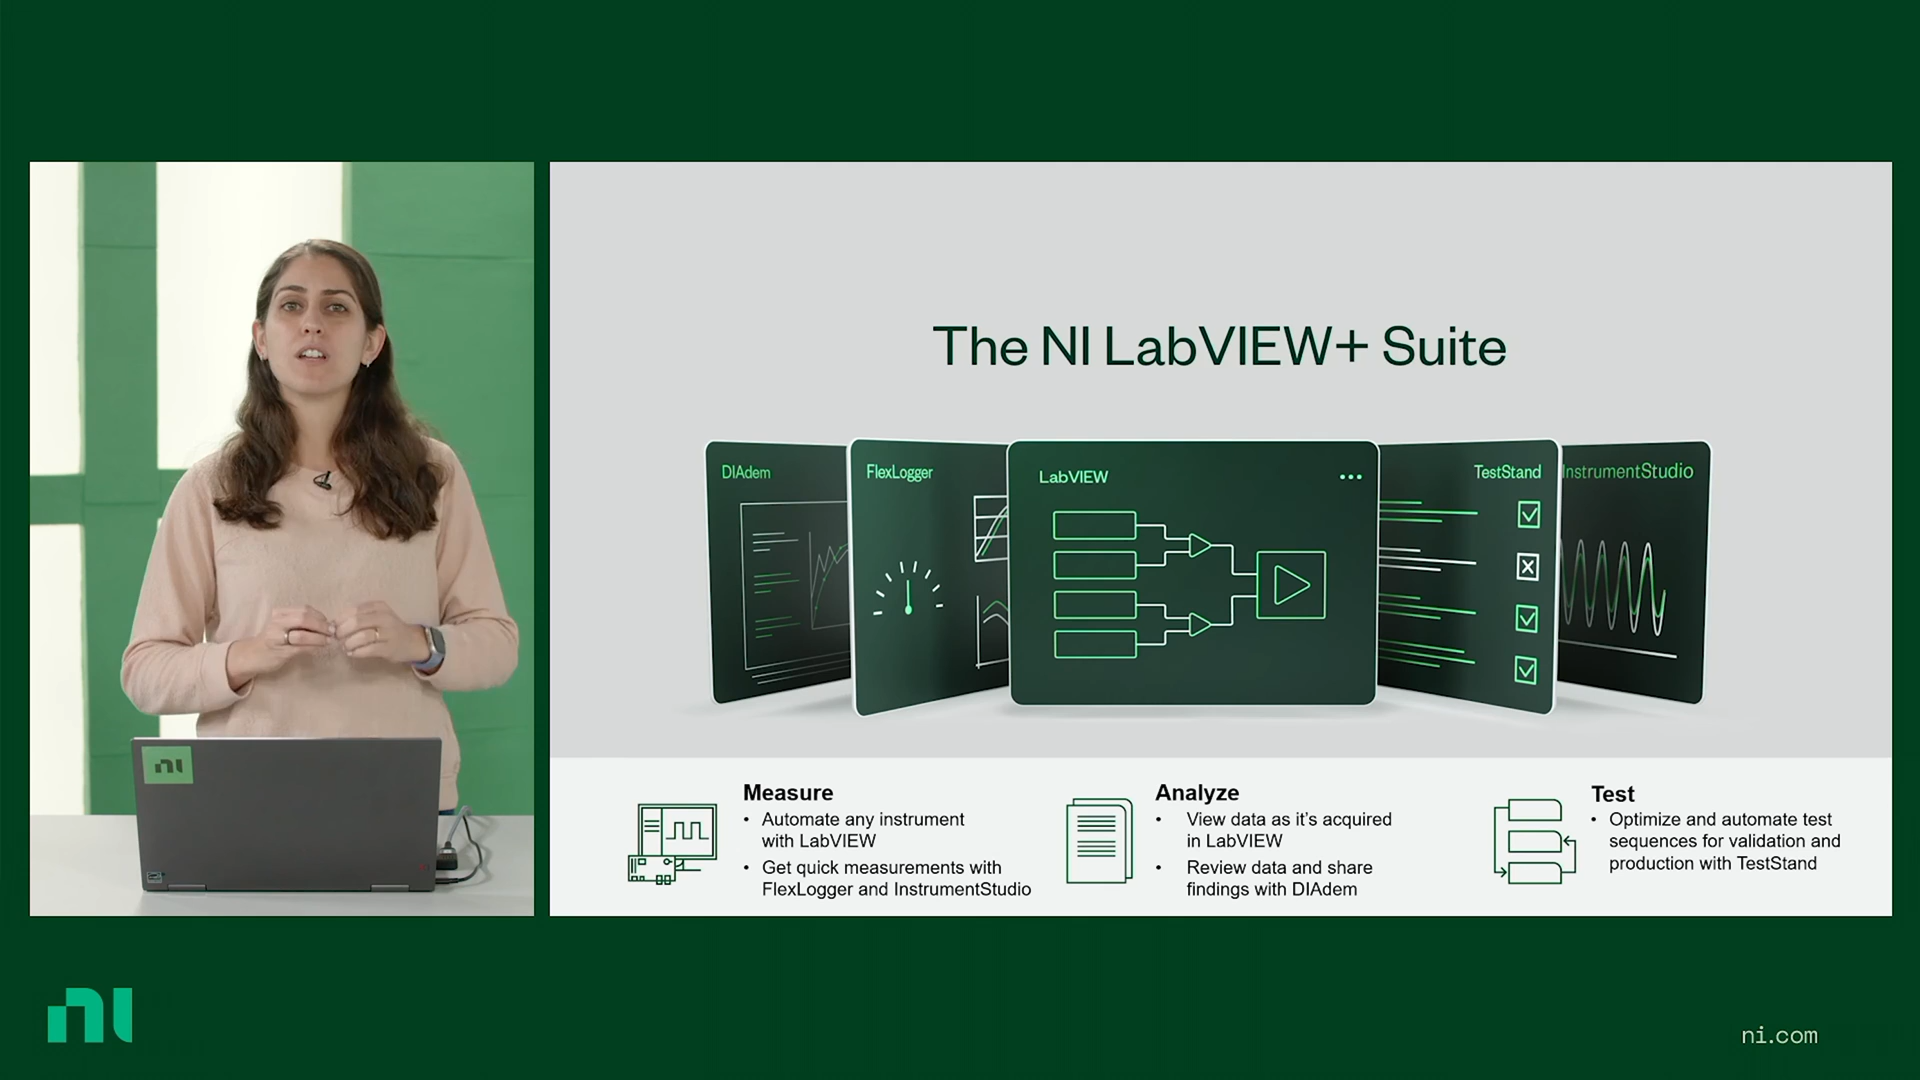 The NI LabVIEW+ Suite
DIAdem
FlexLogger
LabVIEW
TestStand
InstrumentStudio
Measure
• Automate any instrument
with LabVIEW
• Get quick measurements with
FlexLogger and InstrumentStudio
Analyze
• View data as it’s acquired
in LabVIEW
• Review data and share
findings with DIAdem
Test
• Optimize and automate test
sequences for validation and
production with TestStand
ni
ni
ni.com